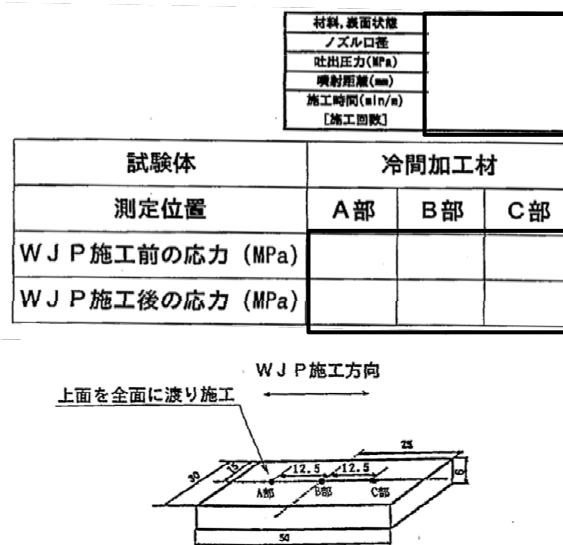 材料,表面状態
ノズル口径
吐出圧力(MPa)
噴射距離(mm)
施工時間(min/m)
[施工回数]
試験体 冷間加工材
測定位置 A部 B部 C部
WJP施工前の応力 (MPa)
WJP施工後の応力 (MPa)
WJP施工方向
上面を全面に渡り施工
25
30
15
12.5 12.5
6
A部 B部 C部
50